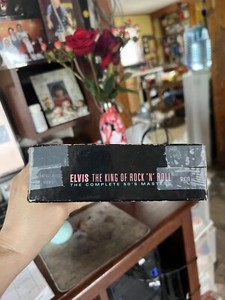 ELVIS THE KING OF ROCK 'N' ROLL
THE COMPLETE 50'S MASTERS